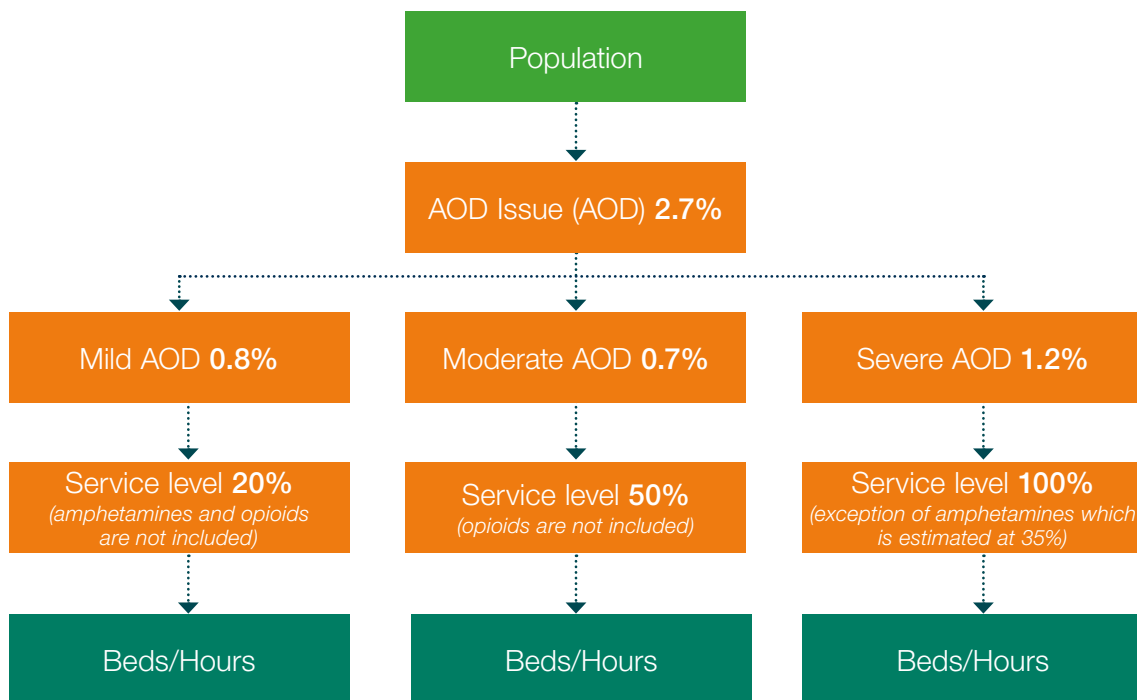 Population
AOD Issue (AOD) 2.7%
Mild AOD 0.8%
Moderate AOD 0.7%
Severe AOD 1.2%
Service level 20%
(amphetamines and opioids
are not included)
Service level 50%
(opioids are not included)
Service level 100%
(exception of amphetamines which
is estimated at 35%)
Beds/Hours
Beds/Hours
Beds/Hours